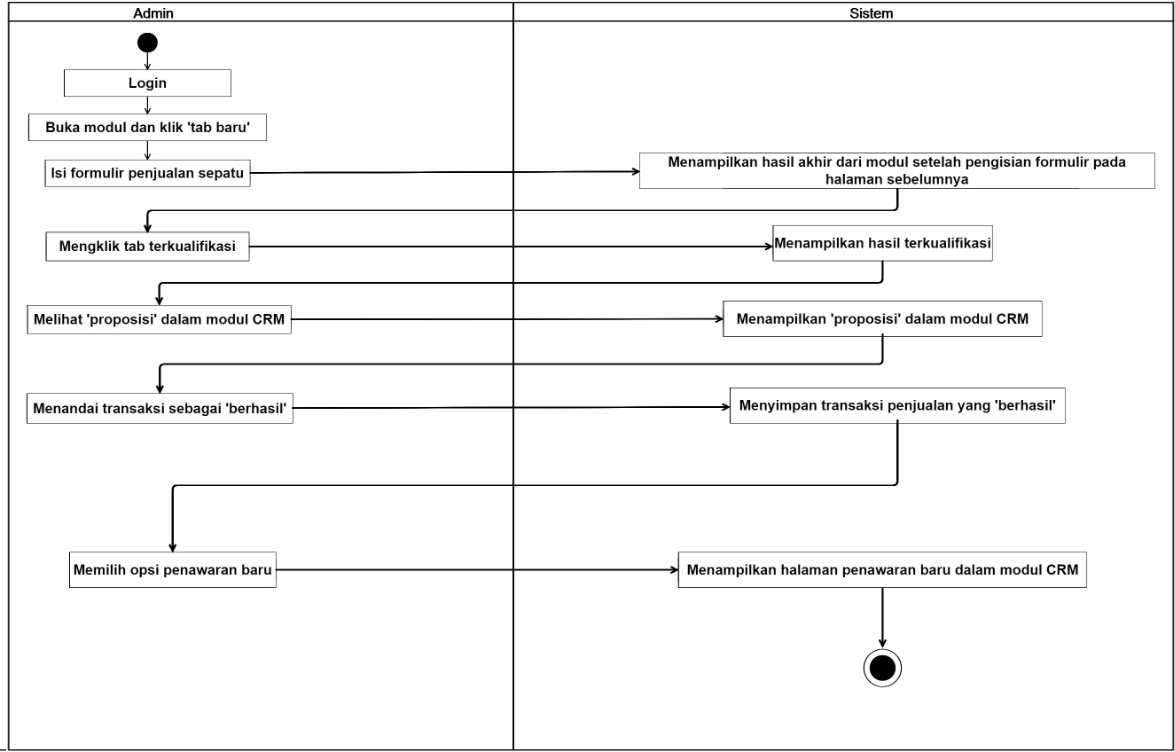 Admin
Sistem
Login
Buka modul dan klik 'tab baru'
Isi formulir penjualan sepatu
Menampilkan hasil akhir dari modul setelah pengisian formulir pada
halaman sebelumnya
Mengklik tab terkualifikasi
Menampilkan hasil terkualifikasi
Melihat 'proposisi' dalam modul CRM
Menampilkan 'proposisi' dalam modul CRM
Menandai transaksi sebagai 'berhasil'
Menyimpan transaksi penjualan yang 'berhasil'
Memilih opsi penawaran baru
Menampilkan halaman penawaran baru dalam modul CRM